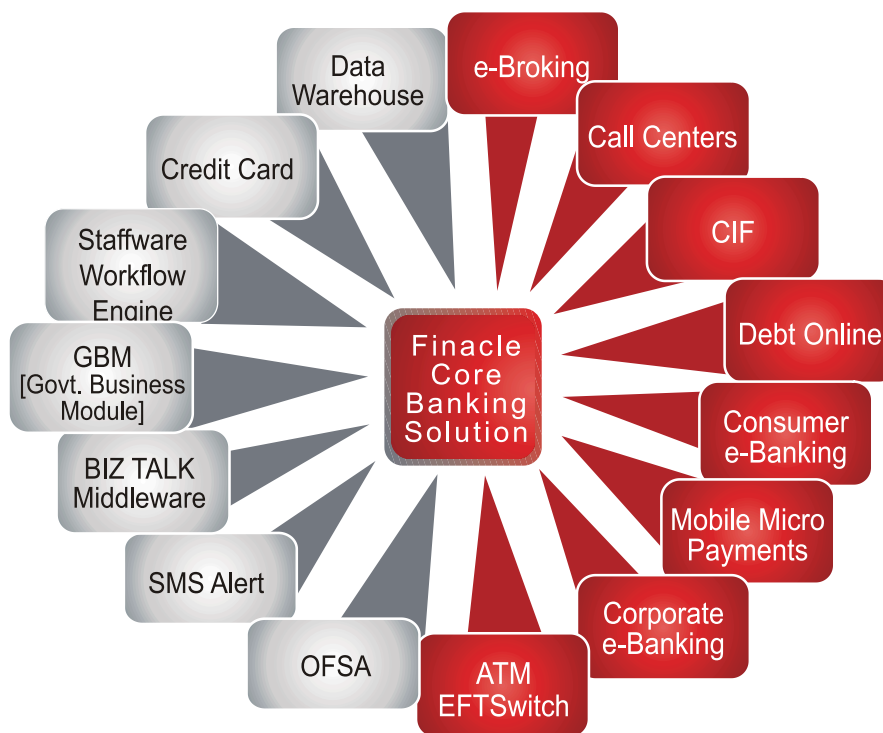 Data
Warehouse
e-Broking
Call Centers
Credit Card
CIF
Staffware
Workflow
Engine
Debt Online
GBM
[Govt. Business
Module]
Finacle
Core
Banking
Solution
Consumer
e-Banking
BIZ TALK
Middleware
Mobile Micro
Payments
SMS Alert
Corporate
e-Banking
OFSA
ATM
EFTSwitch